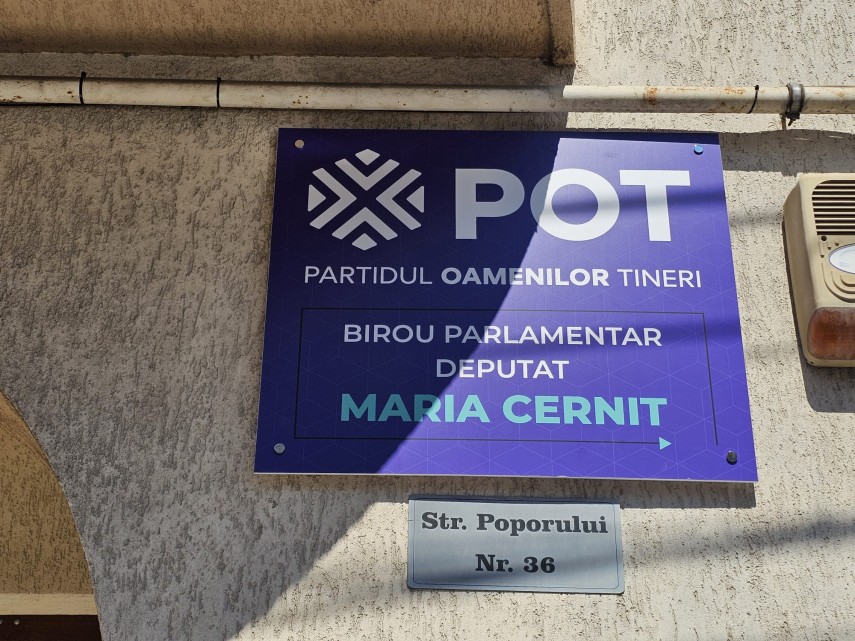 POT
PARTIDUL OAMENILOR TINERI
BIROU PARLAMENTAR
DEPUTAT
MARIA CERNIT
Str. Poporului
Nr. 36